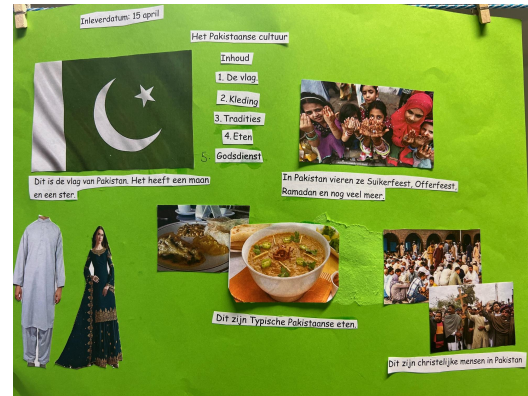 Inleverdatum: 15 april
Het Pakistaanse cultuur
Inhoud
1. De vlag.
2. Kleding
3. Tradities
4. Eten
5. Godsdienst
Dit is de vlag van Pakistan. Het heeft een maan
en een ster.
In Pakistan vieren ze Suikerfeest, Offerfeest,
Ramadan en nog veel meer.
Dit zijn Typische Pakistaanse eten.
Dit zijn christelijke mensen in Pakistan